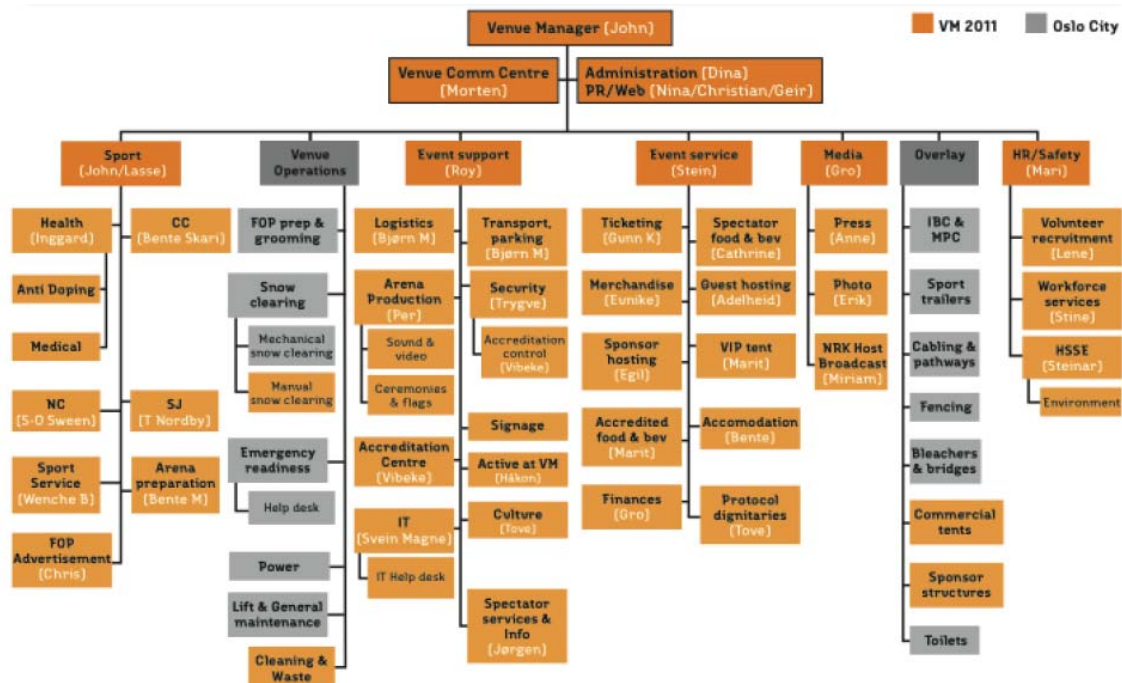 Venue Manager (John)
VM 2011
Oslo City
Venue Comm Centre
(Morten)
Administration (Dina)
PR/Web (Nina/Christian/Geir)
Sport
(John/Lasse)
Venue
Operations
Event support
(Roy)
Event service
(Stein)
Media
(Gro)
Overlay
HR/Safety
(Mari)
Health
(Inggard)
CC
(Bente Skari)
Anti Doping
Medical
NC
(S-O Sween)
SJ
(T Nordby)
Sport
Service
(Wenche B)
Arena
preparation
(Bente M)
FOP
Advertisement
(Chris)
FOP prep &
grooming
Snow
clearing
Mechanical
snow clearing
Manual
snow clearing
Emergency
readiness
Help desk
Power
Lift & General
maintenance
Cleaning &
Waste
Logistics
(Bjørn M)
Transport,
parking
(Bjørn M)
Arena
Production
(Per)
Security
(Trygve)
Sound &
video
Accreditation
control
(Vibeke)
Ceremonies
& flags
Signage
Accreditation
Centre
(Vibeke)
Active at VM
(Håkon)
IT
(Svein Magne)
Culture
(Tove)
IT Help desk
Spectator
services &
Info
(Jørgen)
Ticketing
(Gunn K)
Spectator
food & bev
(Cathrine)
Merchandise
(Eunike)
Guest hosting
(Adelheid)
Sponsor
hosting
(Egil)
VIP tent
(Marit)
Accredited
food & bev
(Marit)
Accomodation
(Bente)
Finances
(Gro)
Protocol
dignitaries
(Tove)
Press
(Anne)
Photo
(Erik)
NRK Host
Broadcast
(Miriam)
IBC &
MPC
Sport
trailers
Cabling &
pathways
Fencing
Bleachers
& bridges
Commercial
tents
Sponsor
structures
Toilets
Volunteer
recruitment
(Lene)
Workforce
services
(Stine)
HSSE
(Steinar)
Environment